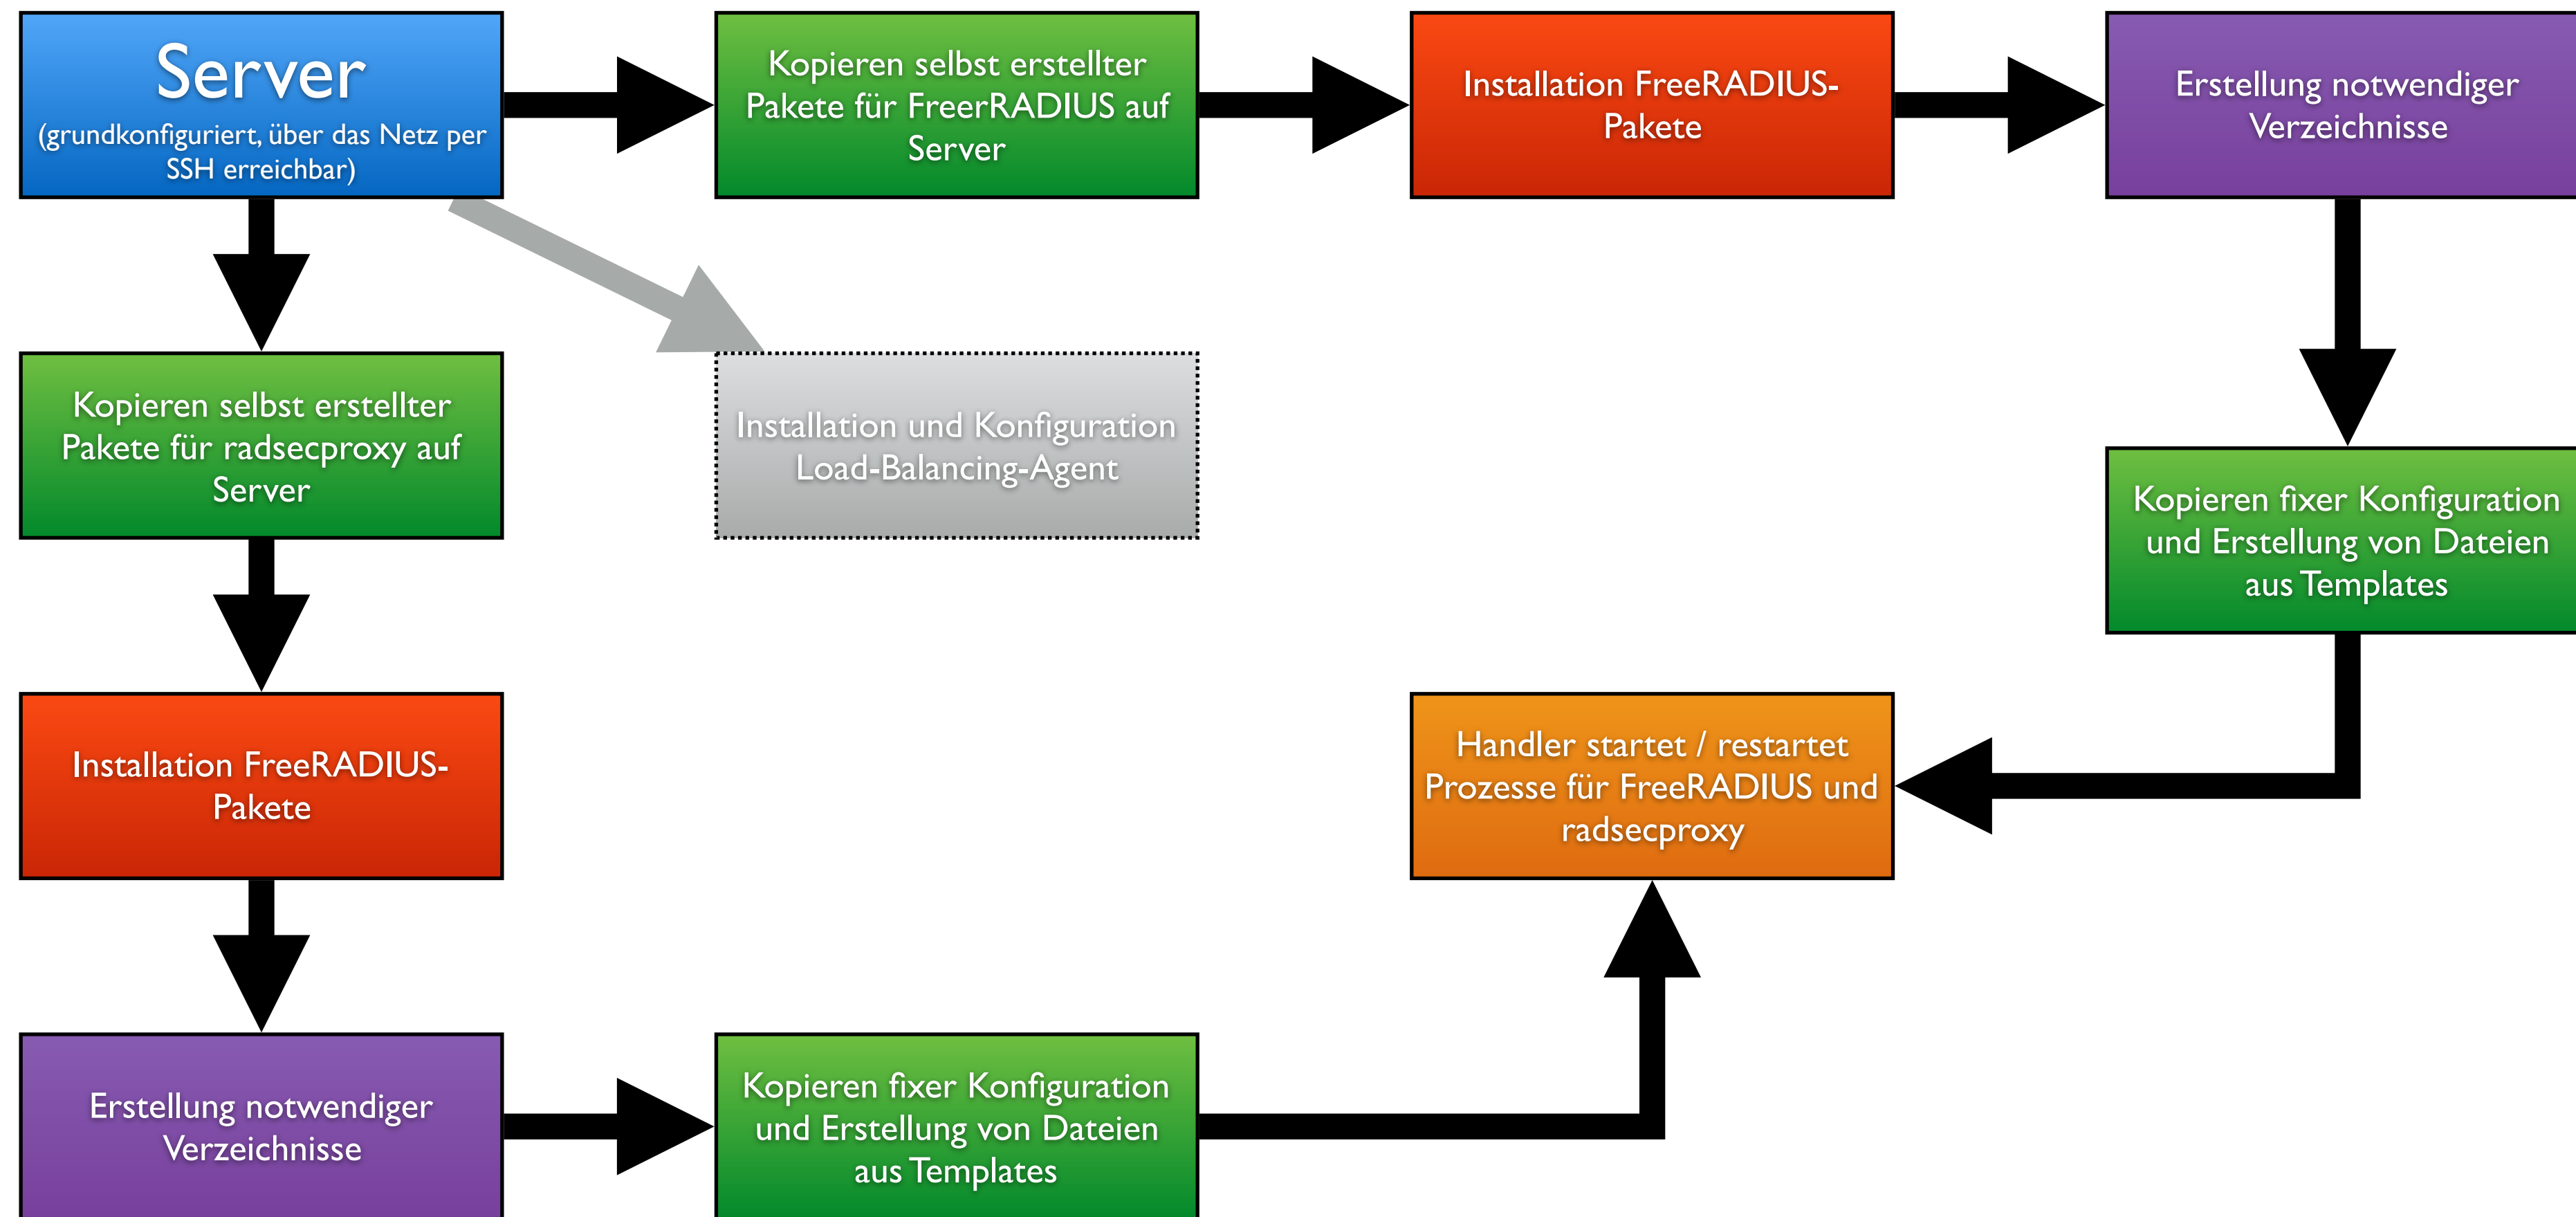 Server
(grundkonfiguriert, über das Netz per
SSH erreichbar)
Kopieren selbst erstellter
Pakete für FreerRADIUS auf
Server
Installation FreeRADIUS-
Pakete
Erstellung notwendiger
Verzeichnisse
Kopieren selbst erstellter
Pakete für radsecproxy auf
Server
Installation und Konfiguration
Load-Balancing-Agent
Kopieren fixer Konfiguration
und Erstellung von Dateien
aus Templates
Installation FreeRADIUS-
Pakete
Handler startet / restartet
Prozesse für FreeRADIUS und
radsecproxy
Erstellung notwendiger
Verzeichnisse
Kopieren fixer Konfiguration
und Erstellung von Dateien
aus Templates